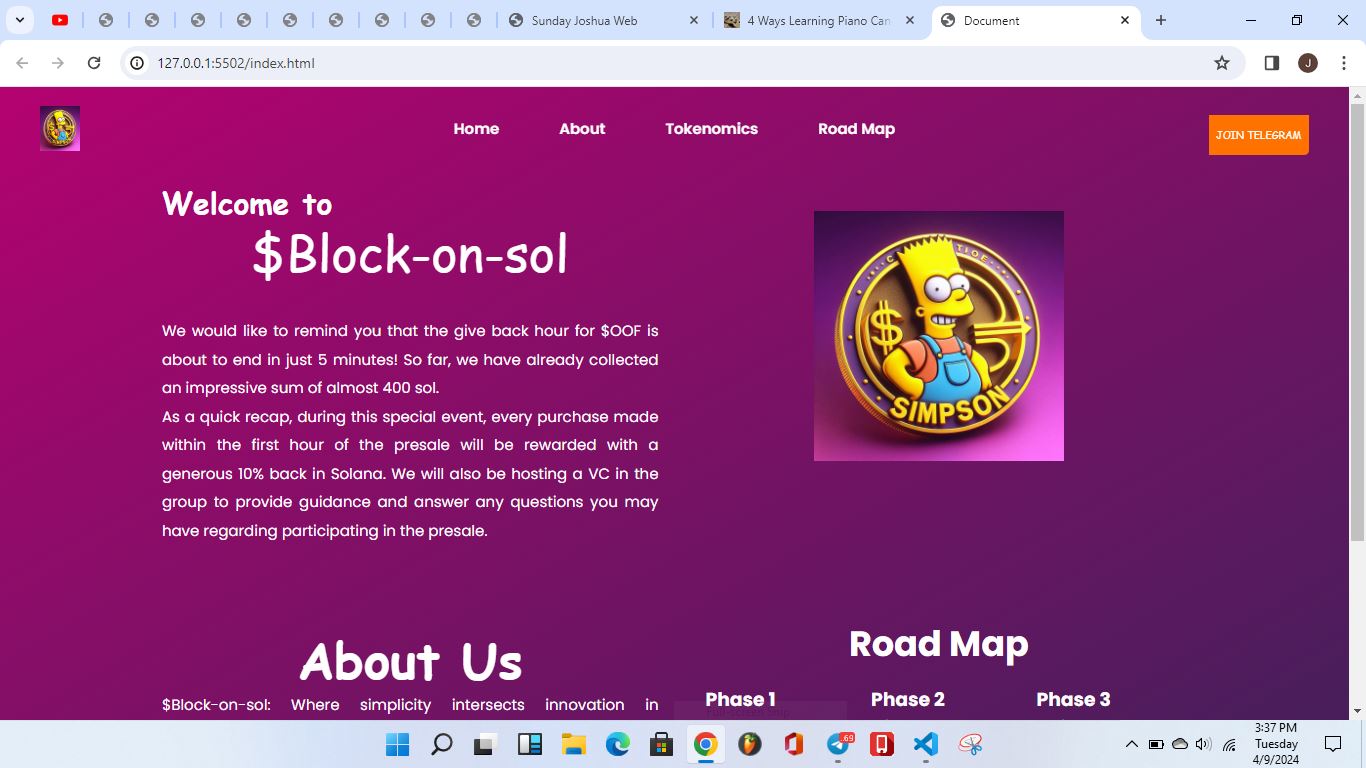 Sunday Joshua Web
4 Ways Learning Piano Can
Document
127.0.0.1:5502/index.html
J
Home About Tokenomics Road Map
JOIN TELEGRAM
Welcome to
$Block-on-sol
We would like to remind you that the give back hour for $OOF is
about to end in just 5 minutes! So far, we have already collected
an impressive sum of almost 400 sol.
As a quick recap, during this special event, every purchase made
within the first hour of the presale will be rewarded with a
generous 10% back in Solana. We will also be hosting a VC in the
group to provide guidance and answer any questions you may
have regarding participating in the presale.
$
SIMPSON
About Us
$Block-on-sol: Where simplicity intersects innovation in
Road Map
Phase 1 Phase 2 Phase 3
.69
3:37 PM
Tuesday
4/9/2024